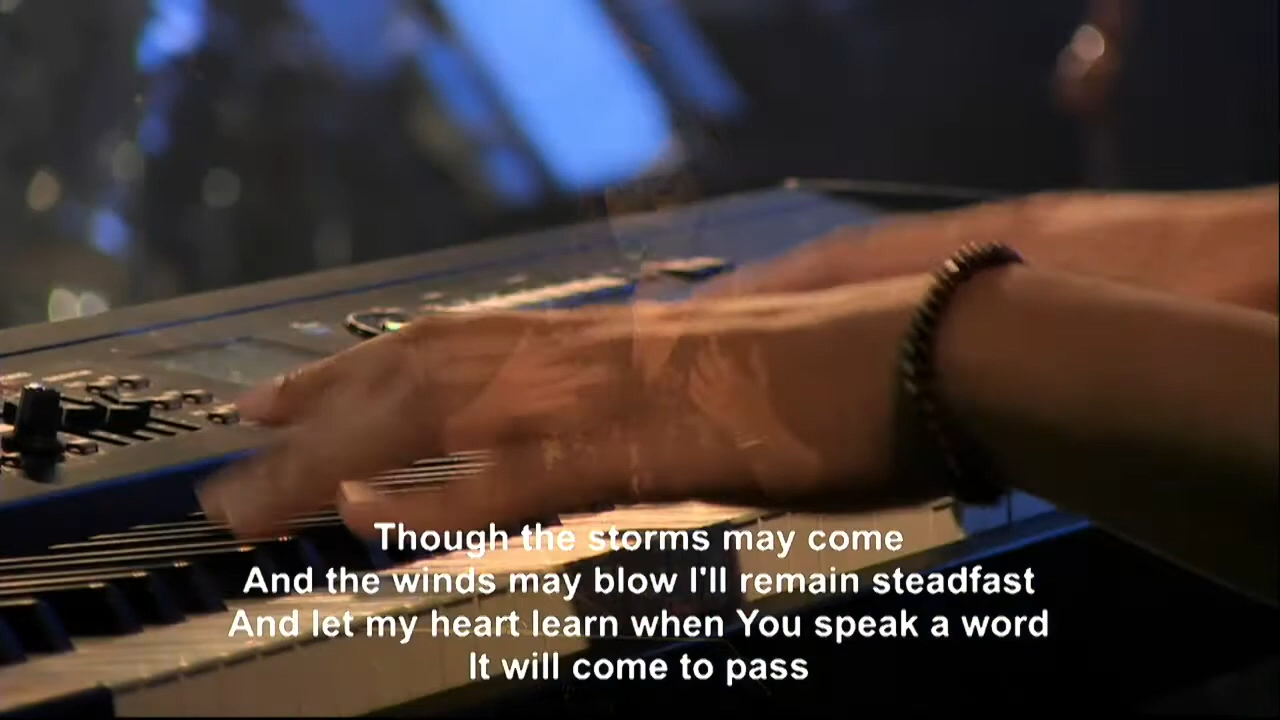 Though the storms may come
And the winds may blow I'll remain steadfast
And let my heart learn when You speak a word
It will come to pass